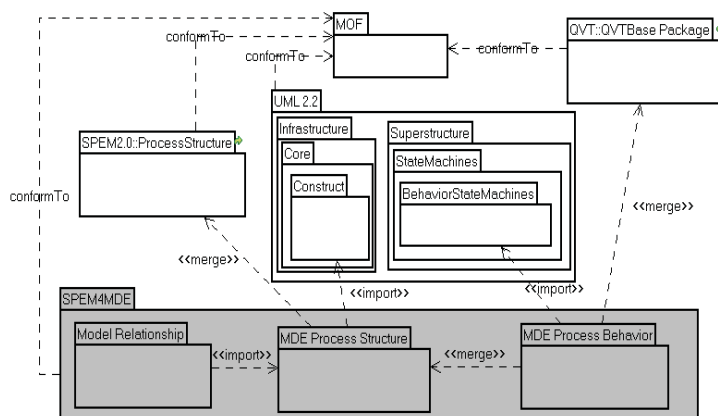 MOF
QVT::QVTBase Package
conformTo
conformTo
conformTo
UML 2.2
Infrastructure
Superstructure
SPEM2.0::ProcessStructure
Core
StateMachines
Construct
BehaviorStateMachines
conformTo
<<merge>>
<<merge>>
<<import>>
<<import>>
SPEM4MDE
Model Relationship
MDE Process Structure
MDE Process Behavior
<<import>>
<<merge>>